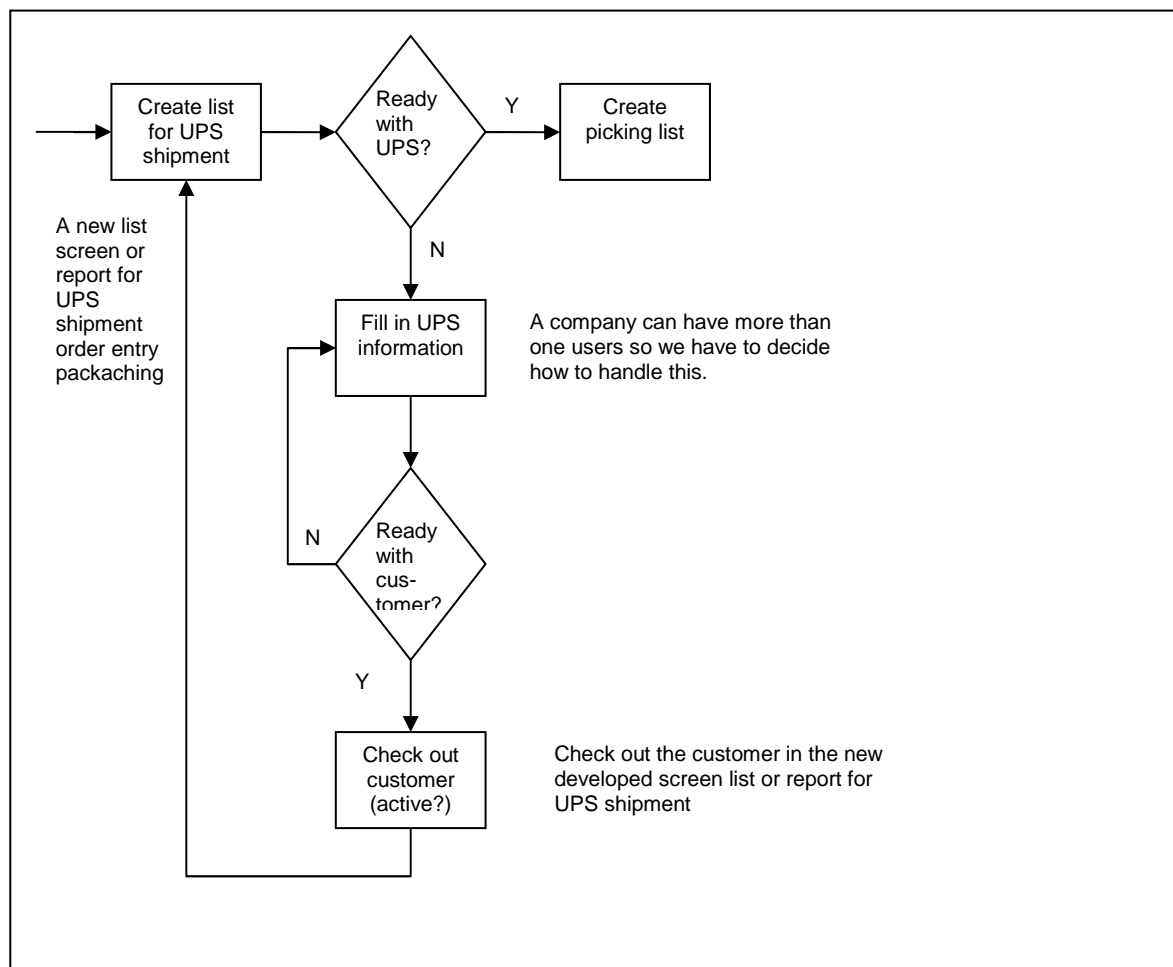 Create list
for UPS
shipment
Ready
with
UPS?
Y
Create
picking list
A new list
screen or
report for
UPS
shipment
order entry
packaching
N
Fill in UPS
information
A company can have more than
one users so we have to decide
how to handle this.
N
Ready
with
cus-
tomer?
Y
Check out
customer
(active?)
Check out the customer in the new
developed screen list or report for
UPS shipment